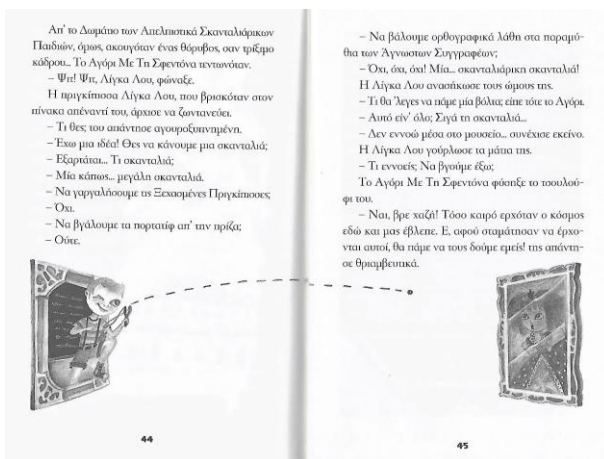 Απ' το Δωμάτιο των Απελπιστικά Σκανταλιάρικων
Παιδιών, όμως, ακουγόταν ένας θόρυβος, σαν τρίξιμο
κάδρου... Το Αγόρι Με Τη Σφεντόνα τεντωνόταν.
– Ψιτ! Ψιτ, Λίγκα Λου, φώναξε.
Η πριγκίπισσα Λίγκα Λου, που βρισκόταν στον
πίνακα απέναντί του, άρχισε να ζωντανεύει.
– Τι θες; του απάντησε αγουροξυπνημένη.
– Έχω μια ιδέα! Θες να κάνουμε μια σκανταλιά;
– Εξαρτάται... Τι σκανταλιά;
– Μία κάπως... μεγάλη σκανταλιά.
– Να γαργαλήσουμε τις Ξεχασμένες Πριγκίπισσες;
– Όχι.
– Να βγάλουμε τα πορτατίφ απ' την πρίζα;
– Ούτε.
44
– Να βάλουμε ορθογραφικά λάθη στα παραμύ-
θια των Άγνωστων Συγγραφέων;
– Όχι, όχι, όχι! Μία... σκανταλιάρικη σκανταλιά!
Η Λίγκα Λου ανασήκωσε τους ώμους της.
– Τι θα 'λεγες να πάμε μία βόλτα; είπε τότε το Αγόρι.
– Αυτό είν' όλο; Σιγά τη σκανταλιά...
– Δεν εννοώ μέσα στο μουσείο... συνέχισε εκείνο.
Η Λίγκα Λου γούρλωσε τα μάτια της.
– Τι εννοείς; Να βγούμε έξω;
Το Αγόρι Με Τη Σφεντόνα φύσηξε το τσουλού-
φι του.
– Ναι, βρε χαζή! Τόσο καιρό ερχόταν ο κόσμος
εδώ και μας έβλεπε. Ε, αφού σταμάτησαν να έρχο-
νται αυτοί, θα πάμε να τους δούμε εμείς! της απάντη-
σε θριαμβευτικά.
45